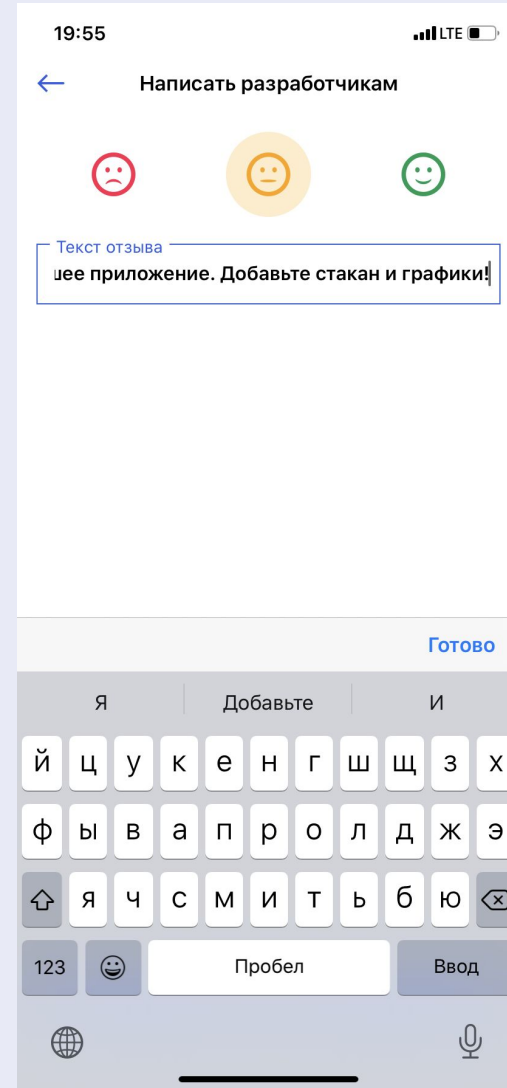 19:55
LTE
Написать разработчикам
Текст отзыва
шее приложение. Добавьте стакан и графики!
Готово
Я Добавьте И
й ц у к е н г ш щ з х
ф ы в а п р о л д ж э
я ч с м и т ь б ю
123 Пробел Ввод